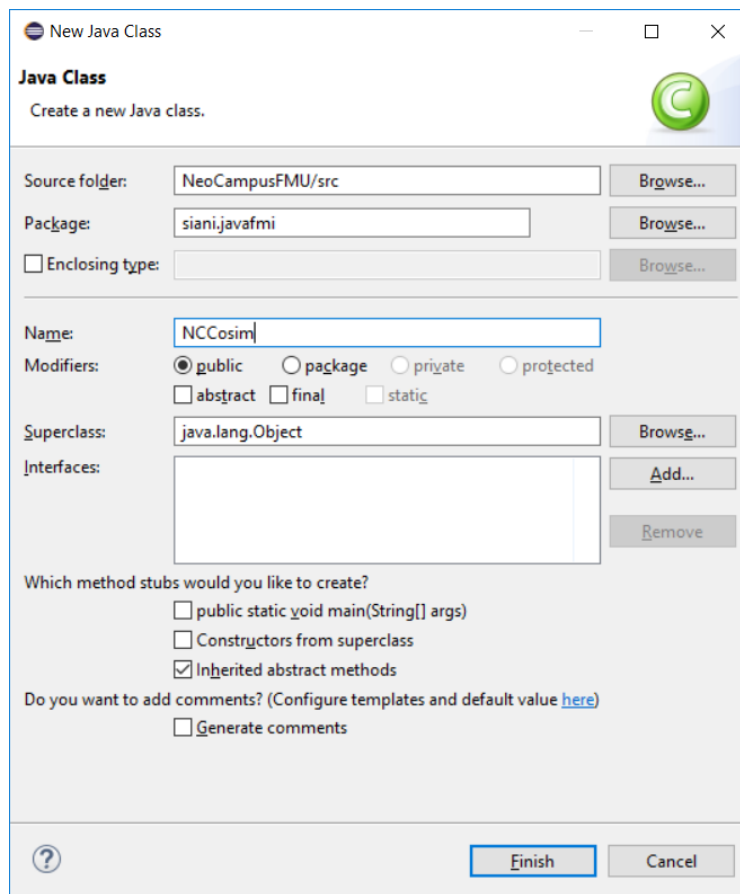 New Java Class
Java Class
Create a new Java class.
Source folder: NeoCampusFMU/src Browse...
Package: siani.javafmi Browse...
Enclosing type: Browse...
Name: NCCosim
Modifiers: public package private protected
abstract final static
Superclass: java.lang.Object Browse...
Interfaces: Add...
Remove
Which method stubs would you like to create?
public static void main(String[] args)
Constructors from superclass
Inherited abstract methods
Do you want to add comments? (Configure templates and default value here)
Generate comments
? Finish Cancel